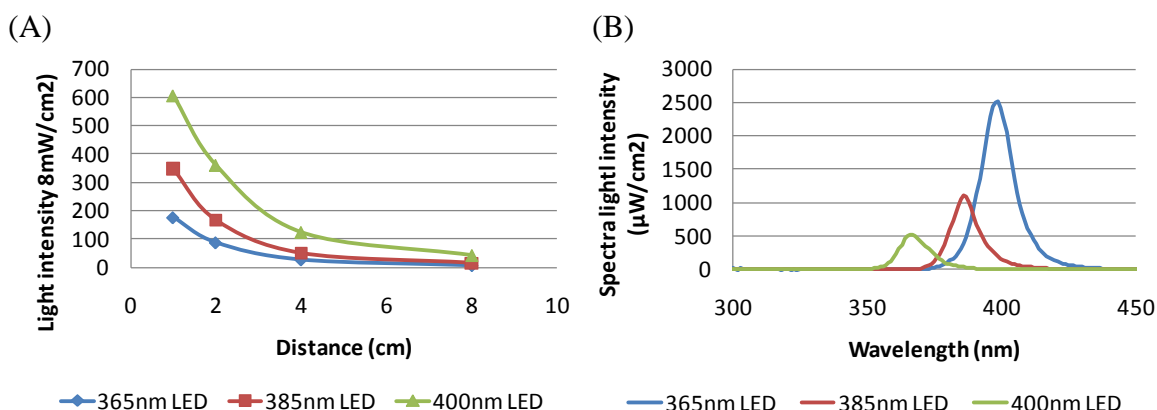 (A)
(B)
Light intensity 8mW/cm2)
700
600
500
400
300
200
100
0
0 2 4 6 8 10
Distance (cm)
365nm LED 385nm LED 400nm LED
Spectral lightl intensity
(µW/cm2)
3000
2500
2000
1500
1000
500
0
300 350 400 450
Wavelength (nm)
365nm LED 385nm LED 400nm LED